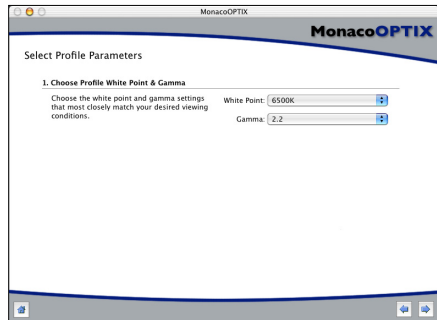 MonacoOPTIX
MonacoOPTIX
Select Profile Parameters
1. Choose Profile White Point & Gamma
Choose the white point and gamma settings
that most closely match your desired viewing
conditions.
White Point: 6500K
Gamma: 2.2